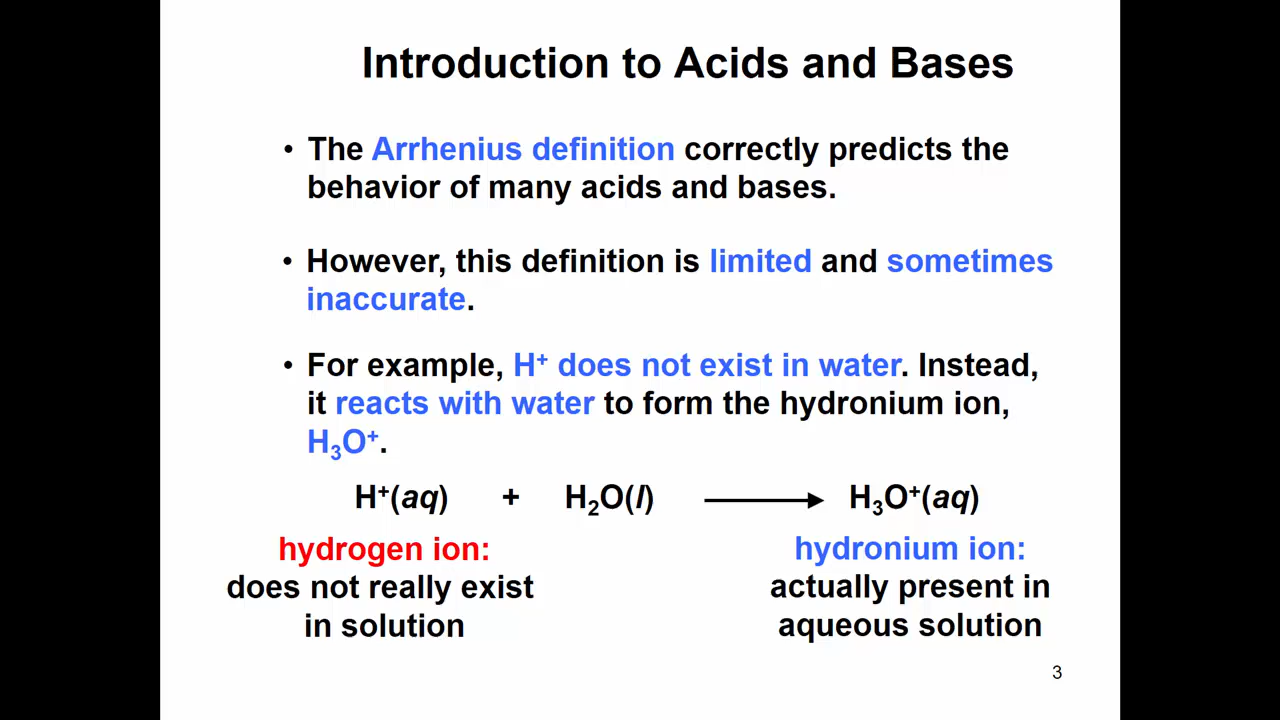 Introduction to Acids and Bases
• The Arrhenius definition correctly predicts the
behavior of many acids and bases.
• However, this definition is limited and sometimes
inaccurate.
• For example, H⁺ does not exist in water. Instead,
it reacts with water to form the hydronium ion,
H₃O⁺.
H⁺(aq) + H₂O(l) ⟶ H₃O⁺(aq)
hydrogen ion: hydronium ion:
does not really exist actually present in
in solution aqueous solution
3